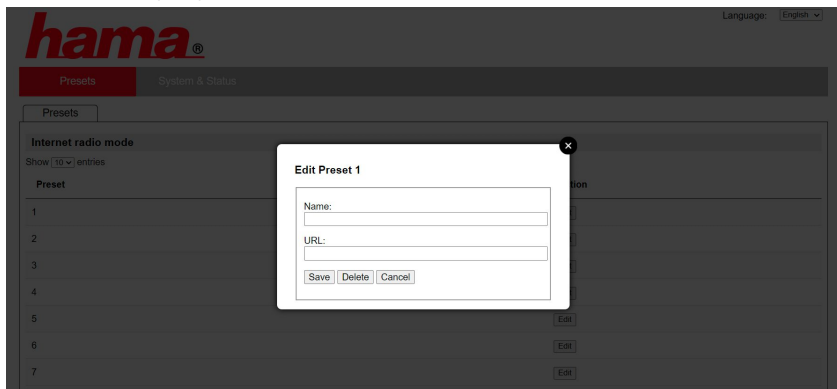 Language: English
hama®
Presets System & Status
Presets
Internet radio mode
Show 10 entries
Preset tion
Edit Preset 1
Name:
URL:
Save Delete Cancel
1
2
3
4
5 Edit
6 Edit
7 Edit